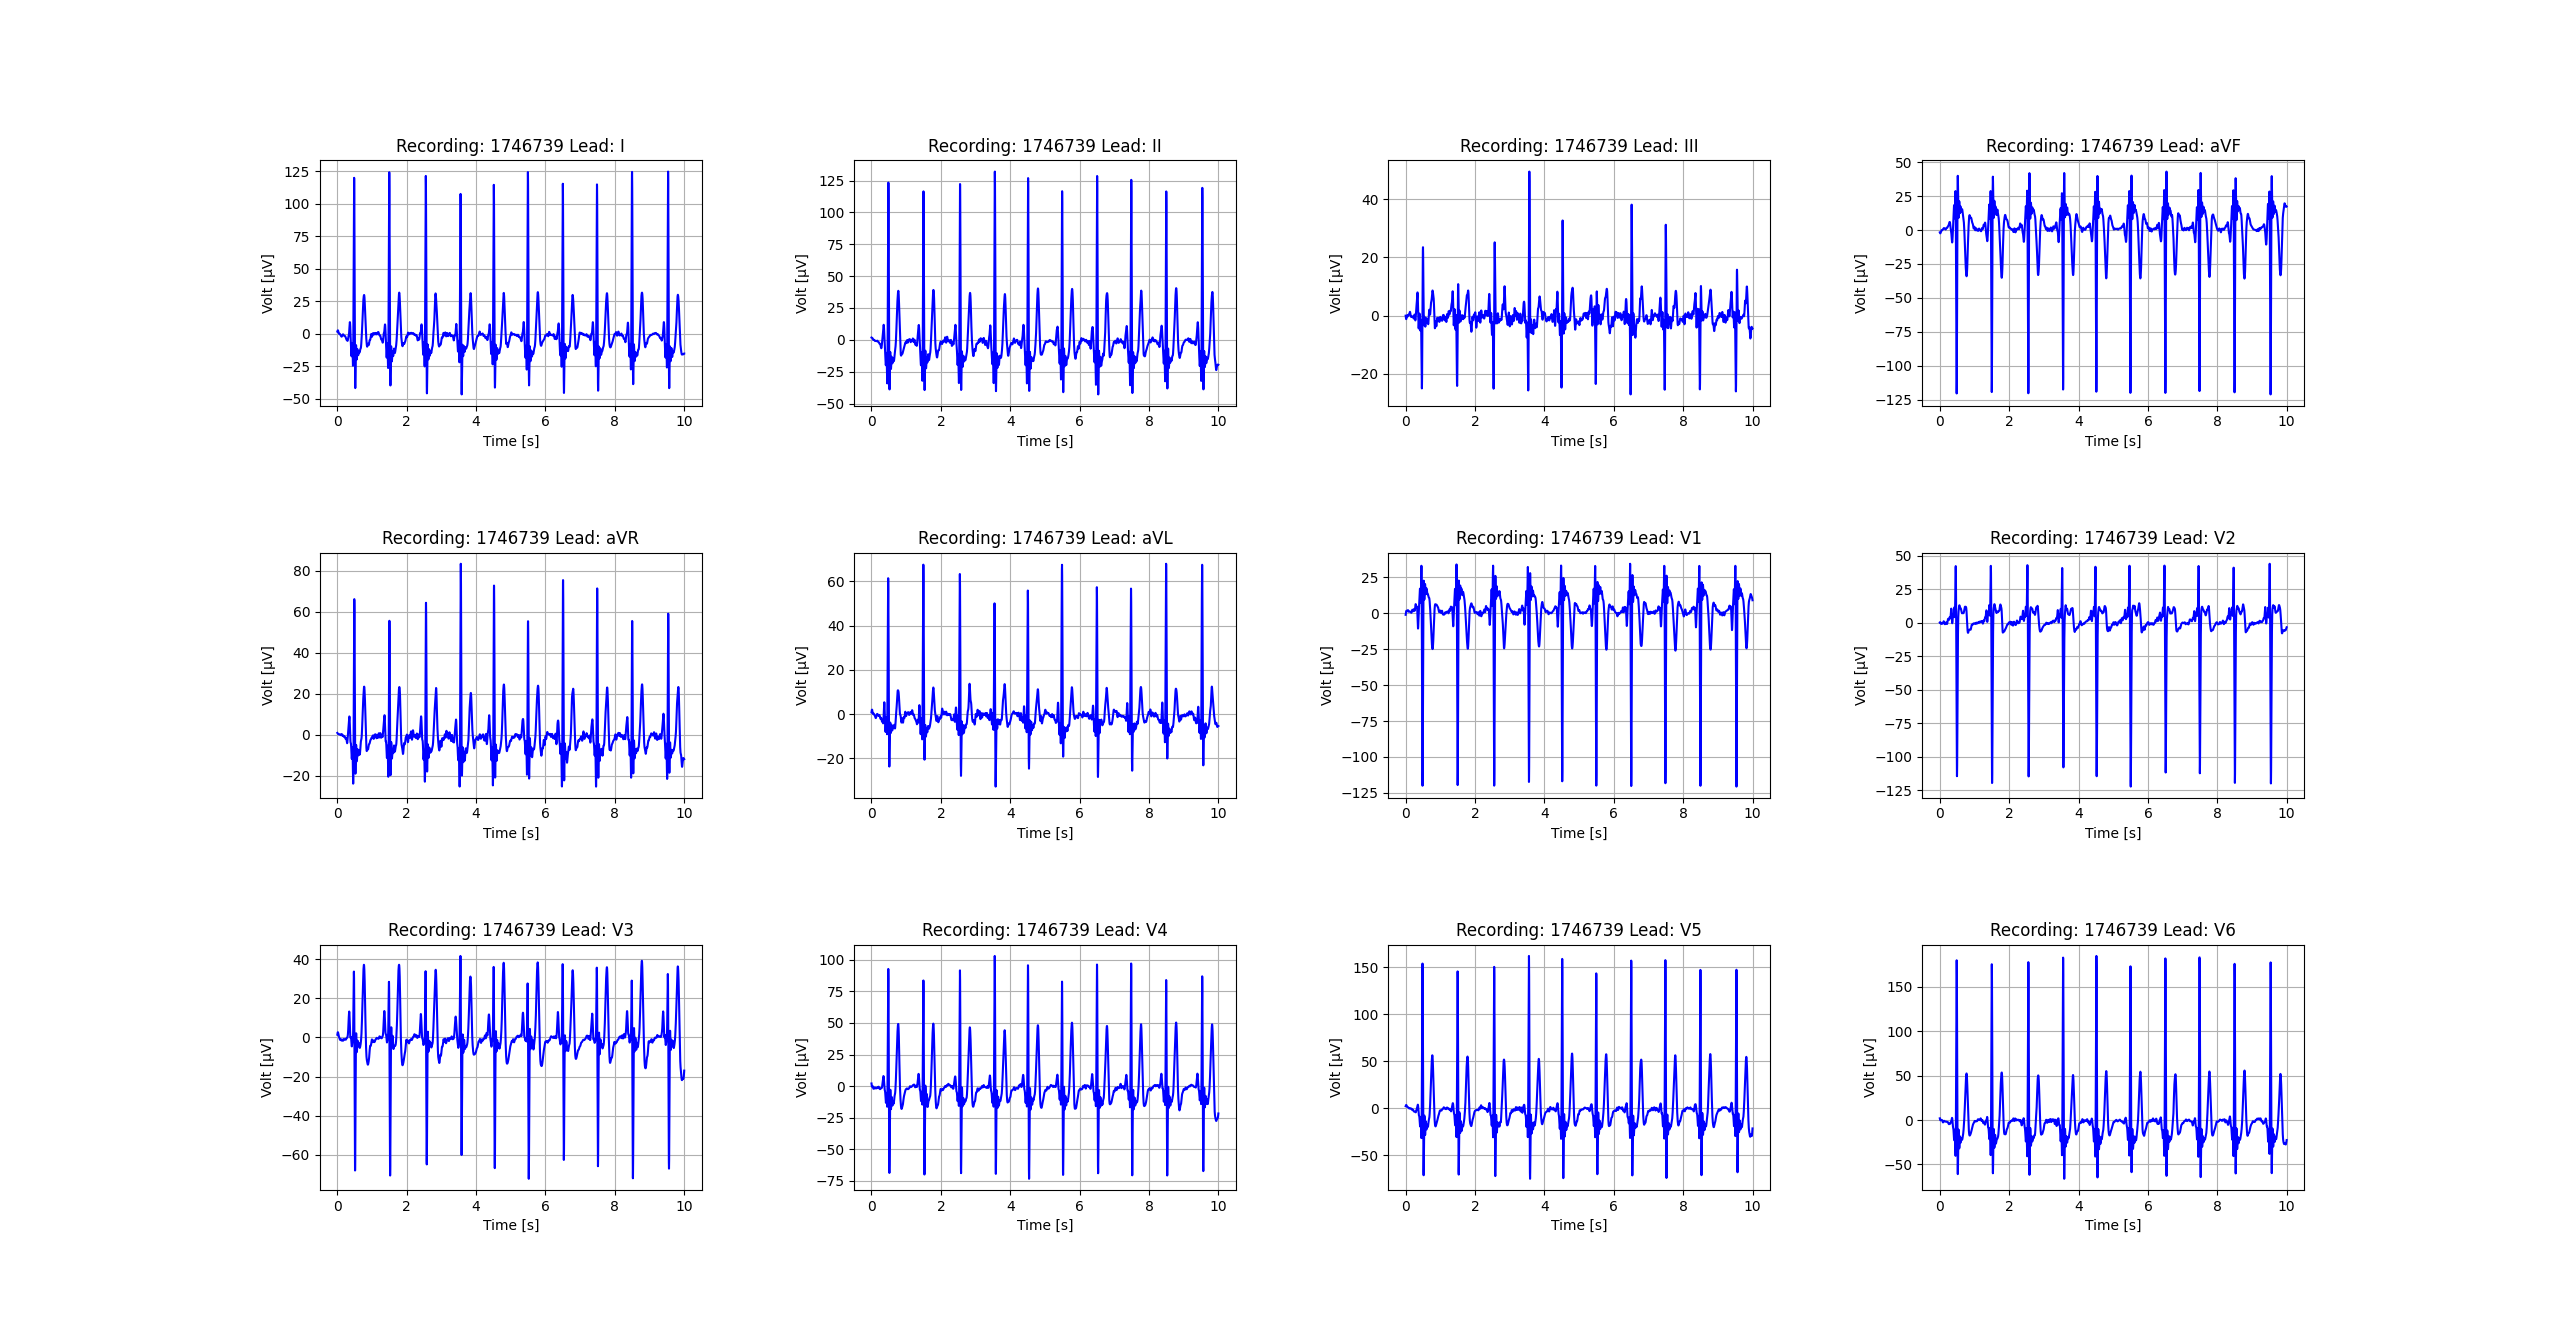 Recording: 1746739 Lead: I
125
100
75
50
25
0
−25
−50
Volt [µV]
0 2 4 6 8 10
Time [s]
Recording: 1746739 Lead: II
125
100
75
50
25
0
−25
−50
Volt [µV]
0 2 4 6 8 10
Time [s]
Recording: 1746739 Lead: III
40
20
0
−20
Volt [µV]
0 2 4 6 8 10
Time [s]
Recording: 1746739 Lead: aVF
50
25
0
−25
−50
−75
−100
−125
Volt [µV]
0 2 4 6 8 10
Time [s]
Recording: 1746739 Lead: aVR
80
60
40
20
0
−20
Volt [µV]
0 2 4 6 8 10
Time [s]
Recording: 1746739 Lead: aVL
60
40
20
0
−20
Volt [µV]
0 2 4 6 8 10
Time [s]
Recording: 1746739 Lead: V1
25
0
−25
−50
−75
−100
−125
Volt [µV]
0 2 4 6 8 10
Time [s]
Recording: 1746739 Lead: V2
50
25
0
−25
−50
−75
−100
−125
Volt [µV]
0 2 4 6 8 10
Time [s]
Recording: 1746739 Lead: V3
40
20
0
−20
−40
−60
Volt [µV]
0 2 4 6 8 10
Time [s]
Recording: 1746739 Lead: V4
100
75
50
25
0
−25
−50
−75
Volt [µV]
0 2 4 6 8 10
Time [s]
Recording: 1746739 Lead: V5
150
100
50
0
−50
Volt [µV]
0 2 4 6 8 10
Time [s]
Recording: 1746739 Lead: V6
150
100
50
0
−50
Volt [µV]
0 2 4 6 8 10
Time [s]